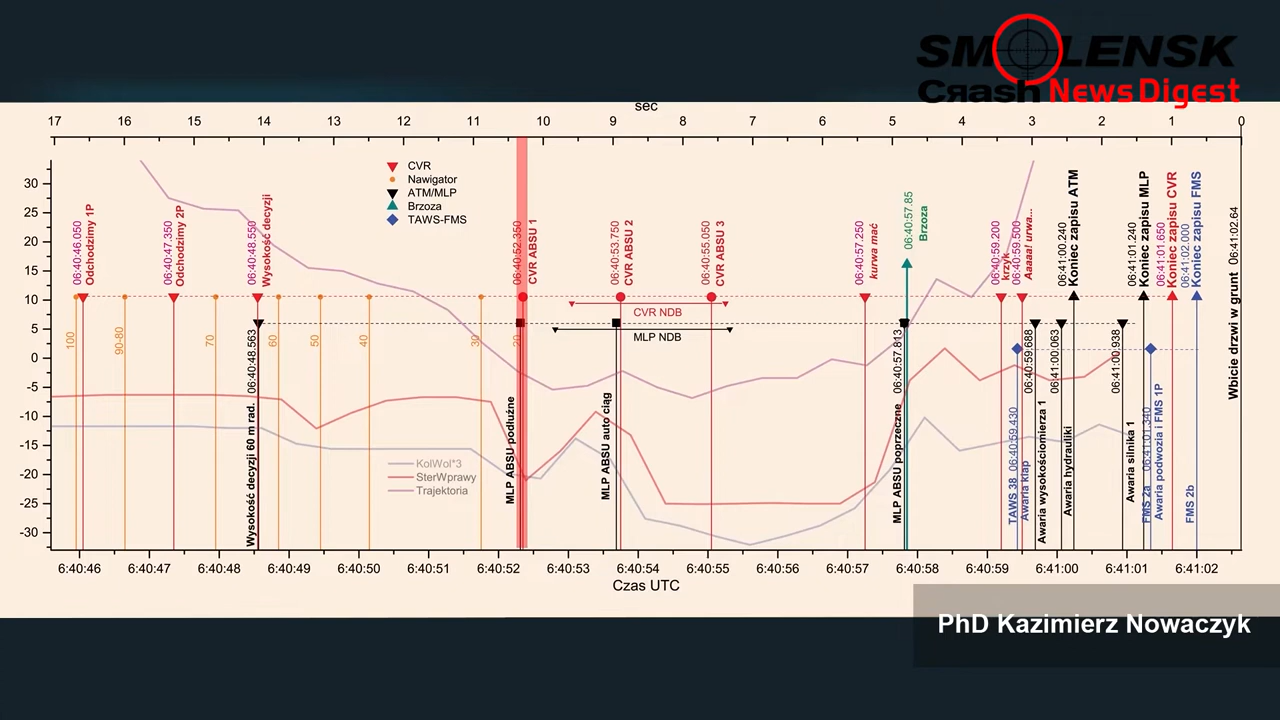 SMOLENSK
Crash News Digest
sec
17 16 15 14 13 12 11 10 9 8 7 6 5 4 3 2 1 0
30
25
20
15
10
5
0
-5
-10
-15
-20
-25
-30
CVR
Nawigator
ATM/MLP
Brzoza
TAWS-FMS
06:40:46.050
Odchodzimy 1P
06:40:47.350
Odchodzimy 2P
06:40:48.550
Wysokość decyzji
06:40:52.350
CVR ABSU 1
06:40:53.750
CVR ABSU 2
06:40:55.050
CVR ABSU 3
06:40:57.250
kurwa mać
06:40:57.85
Brzoza
06:40:59.200
krzyk..
06:40:59.500
Aaaaa! urwa...
06:41:00.240
Koniec zapisu ATM
06:41:01.240
Koniec zapisu MLP
06:41:01.650
Koniec zapisu CVR
06:41:02.000
Koniec zapisu FMS
Wbicie drzwi w grunt 06:41:02.64
CVR NDB
MLP NDB
100
90-80
70
60
50
40
30
20
Wysokość decyzji 60 m rad. 06:40:48.563
MLP ABSU podłużne
MLP ABSU auto ciąg
MLP ABSU poprzeczne 06:40:57.813
TAWS 38 06:40:59.430
Awaria klap
06:40:59.688
Awaria wysokościomierza 1
06:41:00.063
Awaria hydrauliki
06:41:00.938
Awaria silnika 1
FMS 2a 06:41:01.340
Awaria podwozia i FMS 1P
FMS 2b
KolWol*3
SterWprawy
Trajektoria
6:40:46 6:40:47 6:40:48 6:40:49 6:40:50 6:40:51 6:40:52 6:40:53 6:40:54 6:40:55 6:40:56 6:40:57 6:40:58 6:40:59 6:41:00 6:41:01 6:41:02
Czas UTC
PhD Kazimierz Nowaczyk